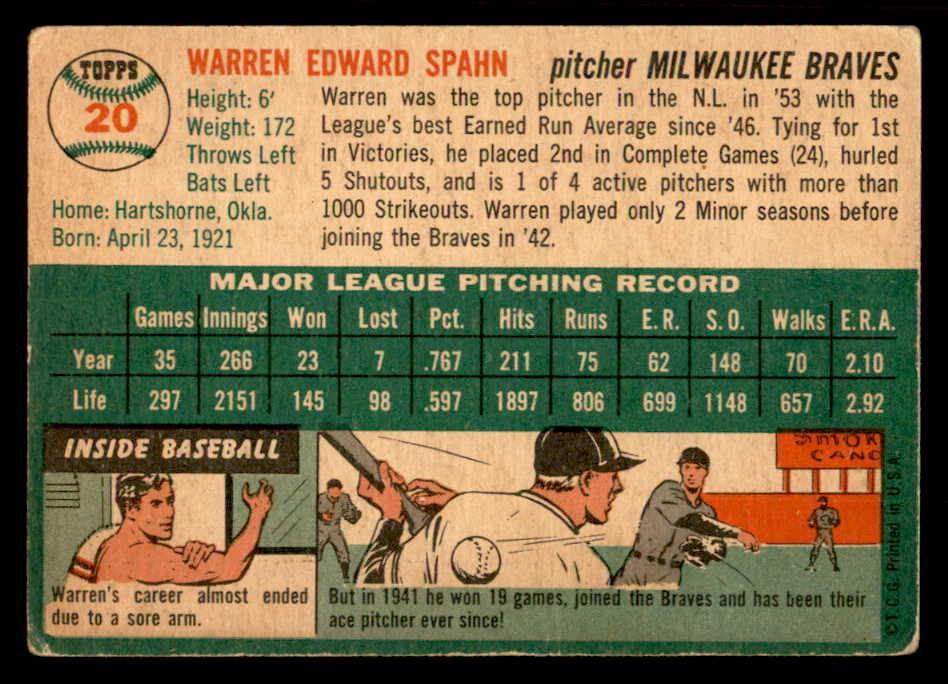 TOPPS
20
WARREN EDWARD SPAHN
pitcher MILWAUKEE BRAVES
Height: 6'
Weight: 172
Throws Left
Bats Left
Home: Hartshorne, Okla.
Born: April 23, 1921
Warren was the top pitcher in the N.L. in '53 with the
League's best Earned Run Average since '46. Tying for 1st
in Victories, he placed 2nd in Complete Games (24), hurled
5 Shutouts, and is 1 of 4 active pitchers with more than
1000 Strikeouts. Warren played only 2 Minor seasons before
joining the Braves in '42.
MAJOR LEAGUE PITCHING RECORD
Games Innings Won Lost Pct. Hits Runs E.R. S.O. Walks E.R.A.
Year 35 266 23 7 .767 211 75 62 148 70 2.10
Life 297 2151 145 98 .597 1897 806 699 1148 657 2.92
INSIDE BASEBALL
Warren's career almost ended
due to a sore arm.
SMOK
CAND
But in 1941 he won 19 games, joined the Braves and has been their
ace pitcher ever since!
©T.C.G. Printed in U.S.A.